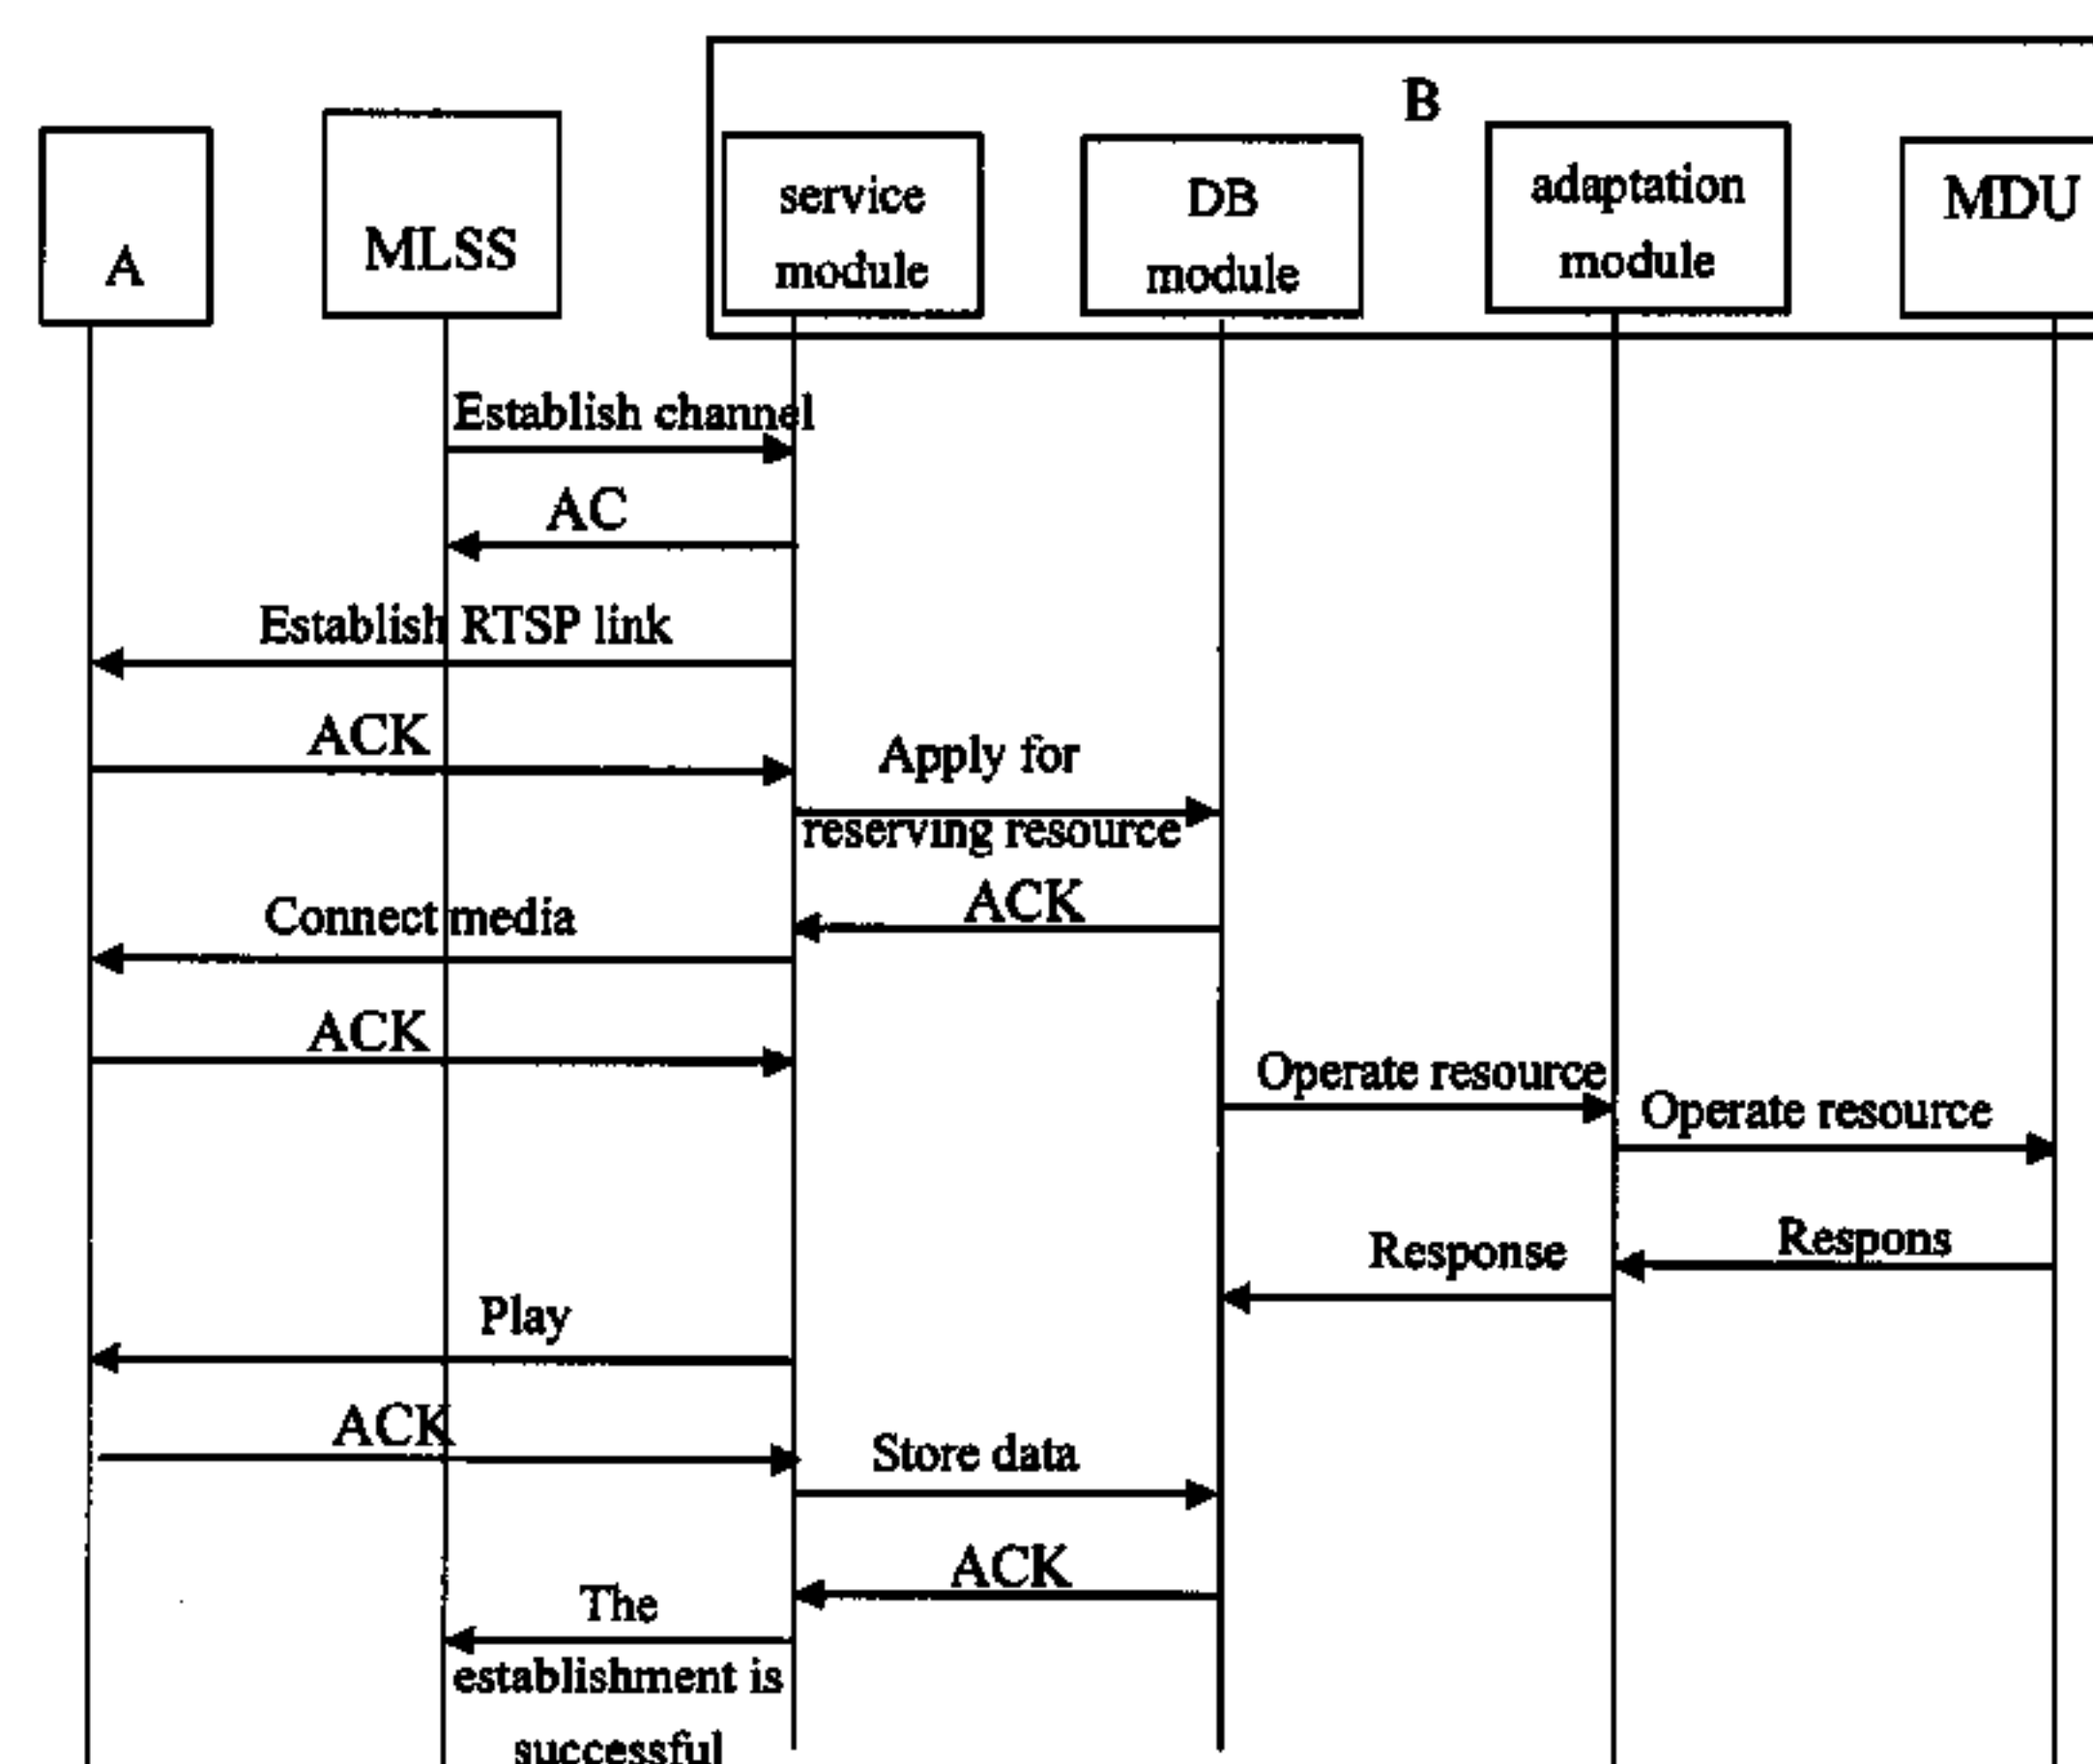 B
A
MLSS
service
module
DB
module
adaptation
module
MDU
Establish channel
AC
Establish RTSP link
ACK
Apply for
reserving resource
ACK
Connect media
ACK
Operate resource
Operate resource
Respons
Response
Play
ACK
Store data
ACK
The
establishment is
successful